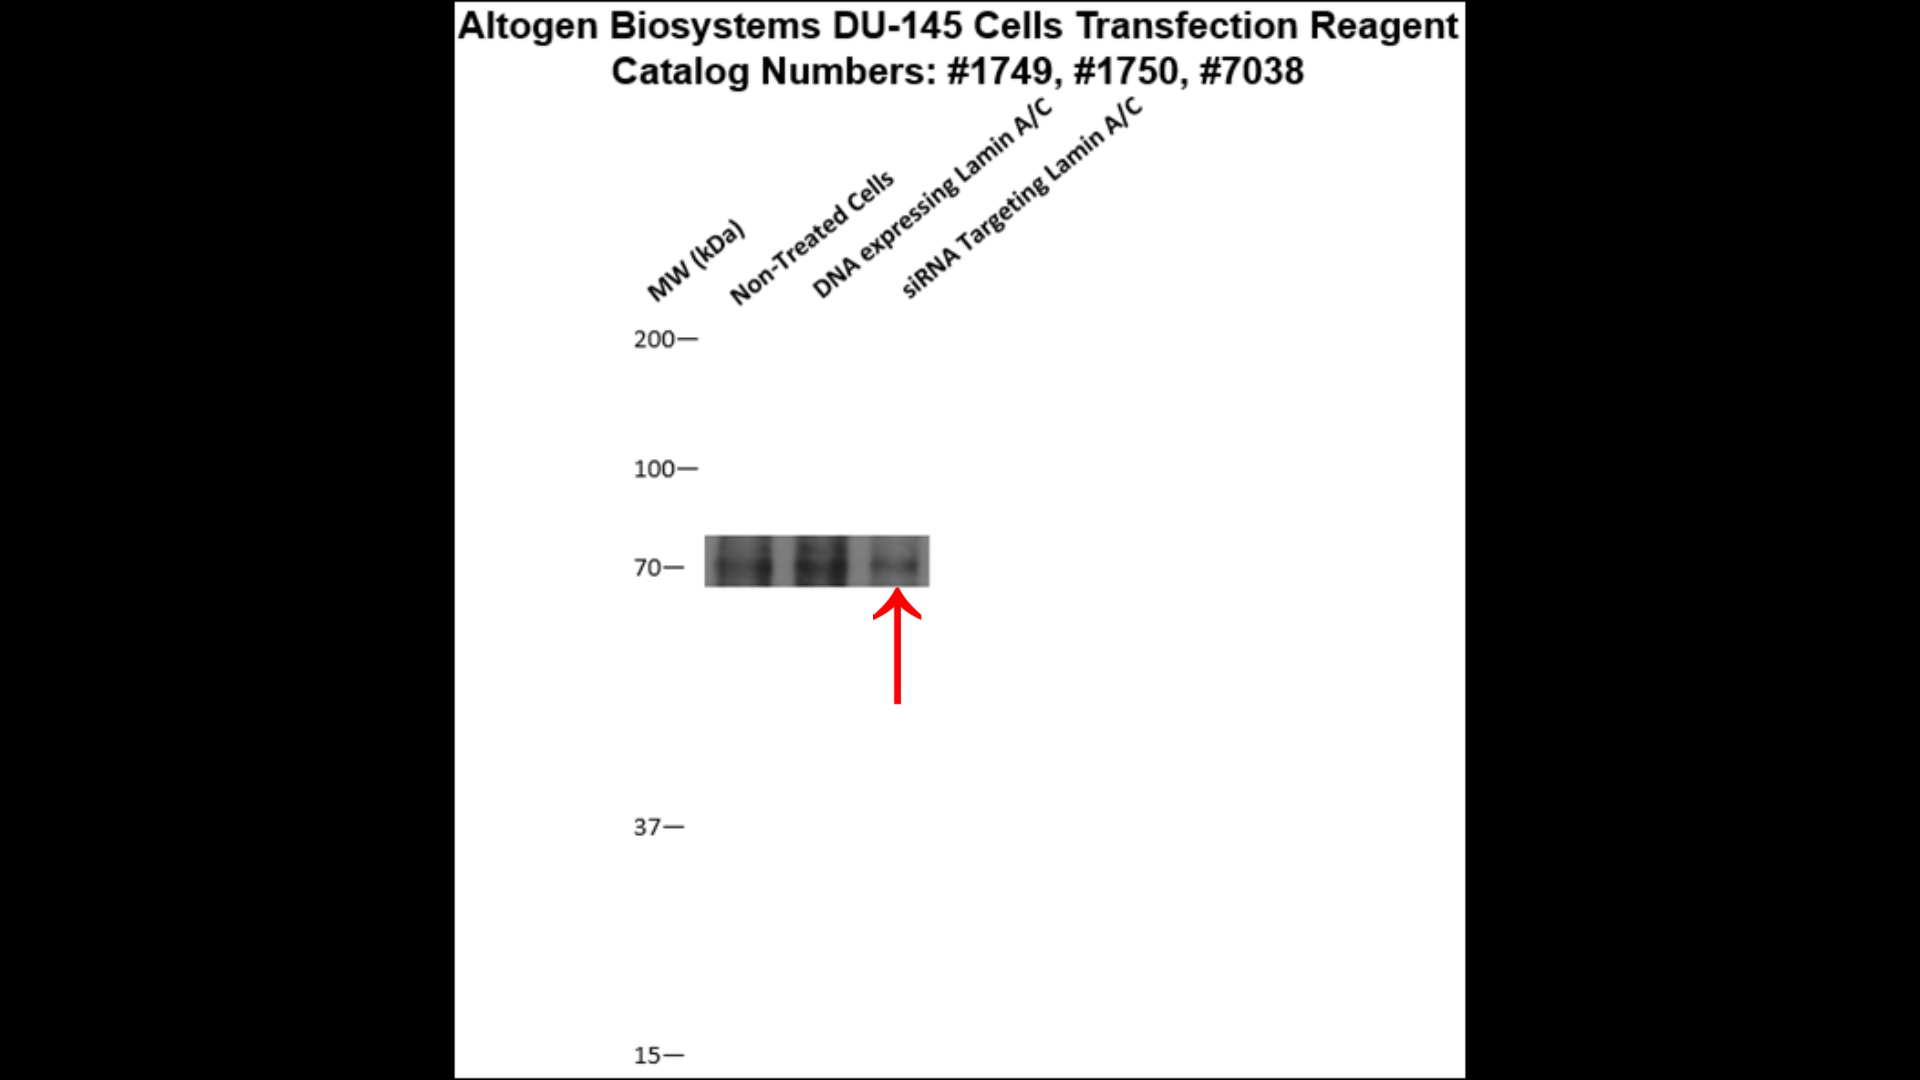 Altogen Biosystems DU-145 Cells Transfection Reagent
Catalog Numbers: #1749, #1750, #7038
MW (kDa)
Non-Treated Cells
DNA expressing Lamin A/C
siRNA Targeting Lamin A/C
200—
100—
70—
37—
15—